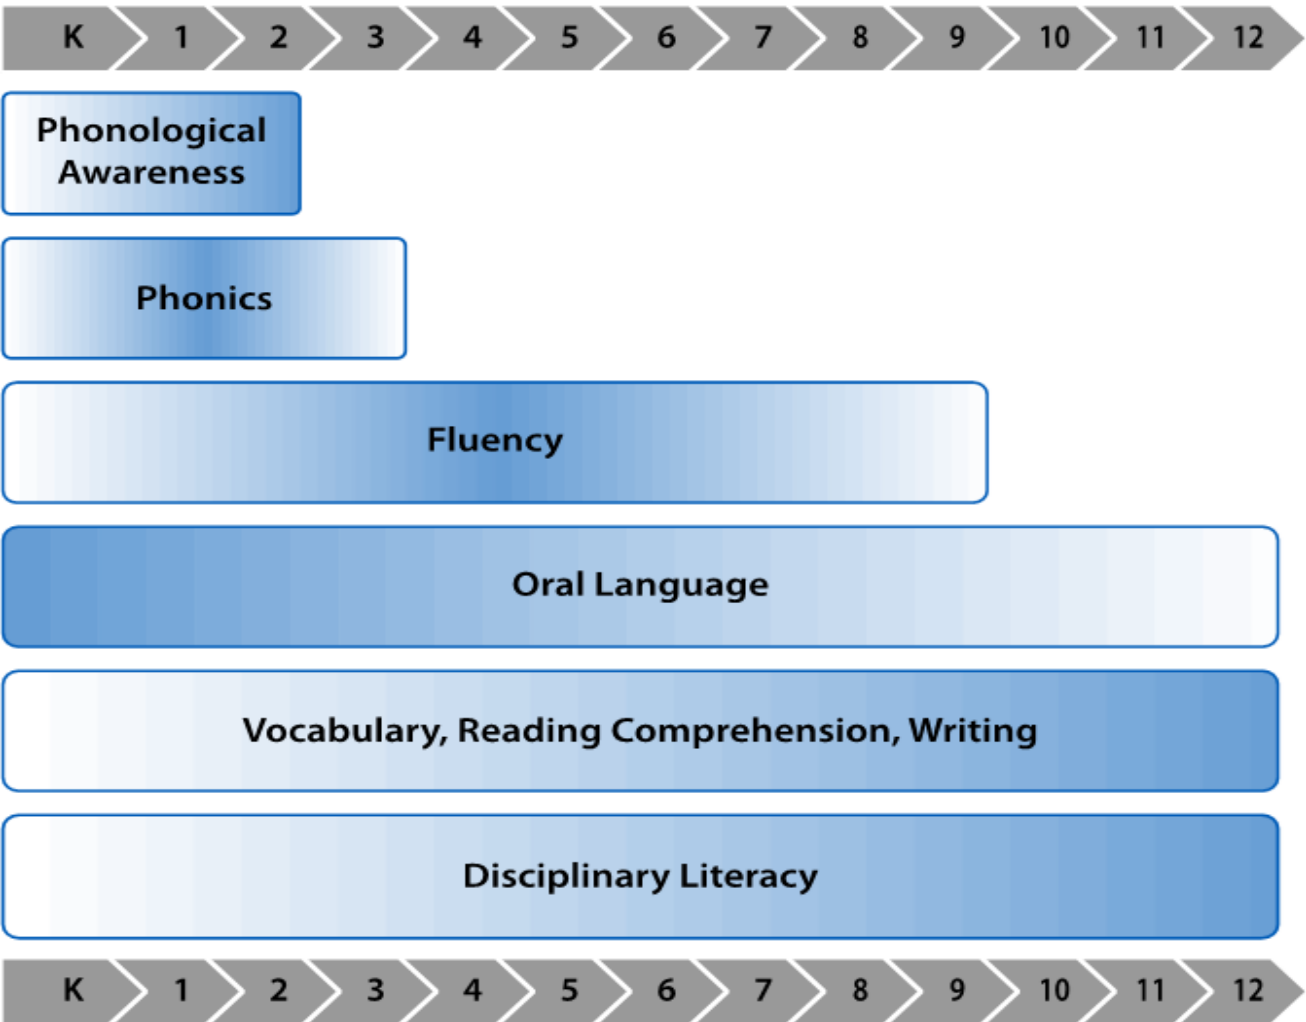 K 1 2 3 4 5 6 7 8 9 10 11 12
Phonological
Awareness
Phonics
Fluency
Oral Language
Vocabulary, Reading Comprehension, Writing
Disciplinary Literacy
K 1 2 3 4 5 6 7 8 9 10 11 12